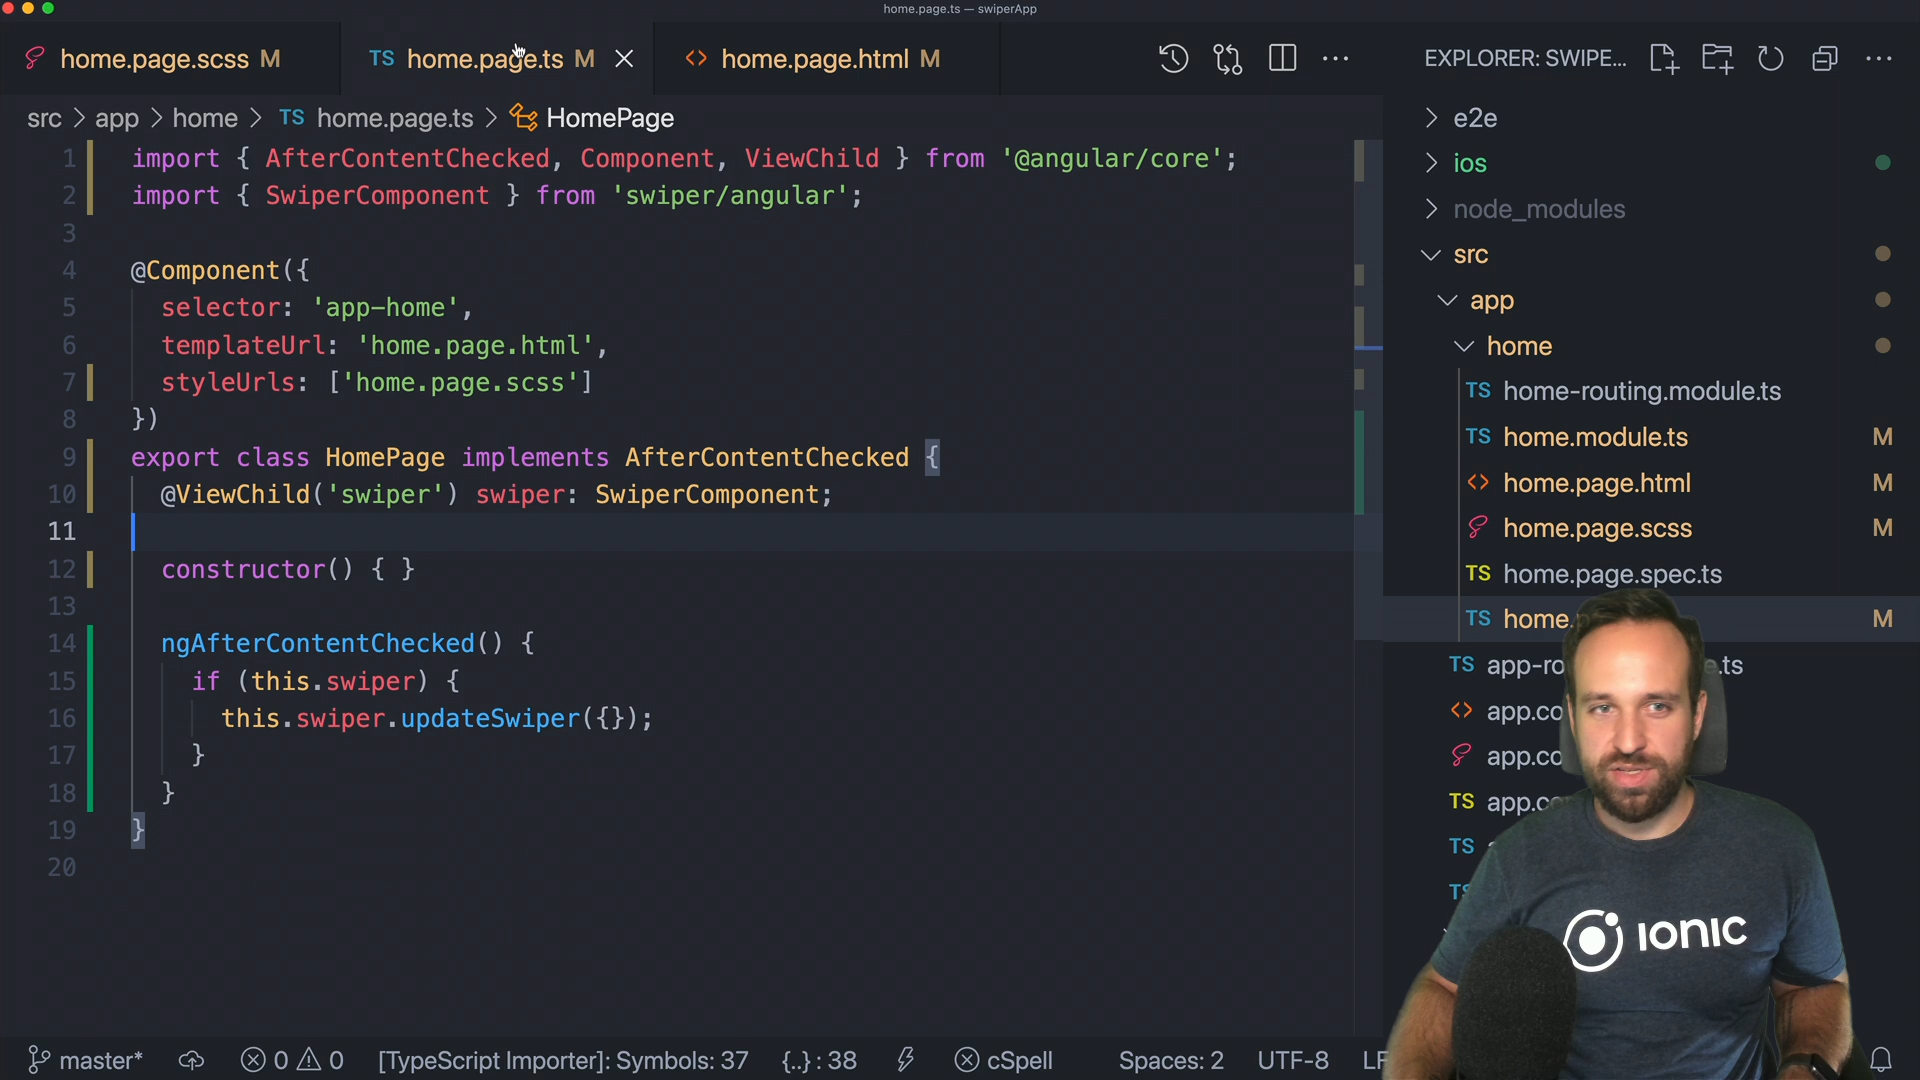 home.page.ts — swiperApp
home.page.scss M
TS home.page.ts M
<> home.page.html M
EXPLORER: SWIPE...
src > app > home > TS home.page.ts > HomePage
1 import { AfterContentChecked, Component, ViewChild } from '@angular/core';
2 import { SwiperComponent } from 'swiper/angular';
3
4 @Component({
5 selector: 'app-home',
6 templateUrl: 'home.page.html',
7 styleUrls: ['home.page.scss']
8 })
9 export class HomePage implements AfterContentChecked {
10 @ViewChild('swiper') swiper: SwiperComponent;
11
12 constructor() { }
13
14 ngAfterContentChecked() {
15 if (this.swiper) {
16 this.swiper.updateSwiper({});
17 }
18 }
19 }
20
e2e
ios
node_modules
src
app
home
TS home-routing.module.ts
TS home.module.ts M
<> home.page.html M
home.page.scss M
TS home.page.spec.ts
TS home. M
TS app-ro .ts
<> app.co
app.co
TS app.co
TS
TS
IONIC
master*
0 0
[TypeScript Importer]: Symbols: 37
{..} : 38
cSpell
Spaces: 2
UTF-8
LF